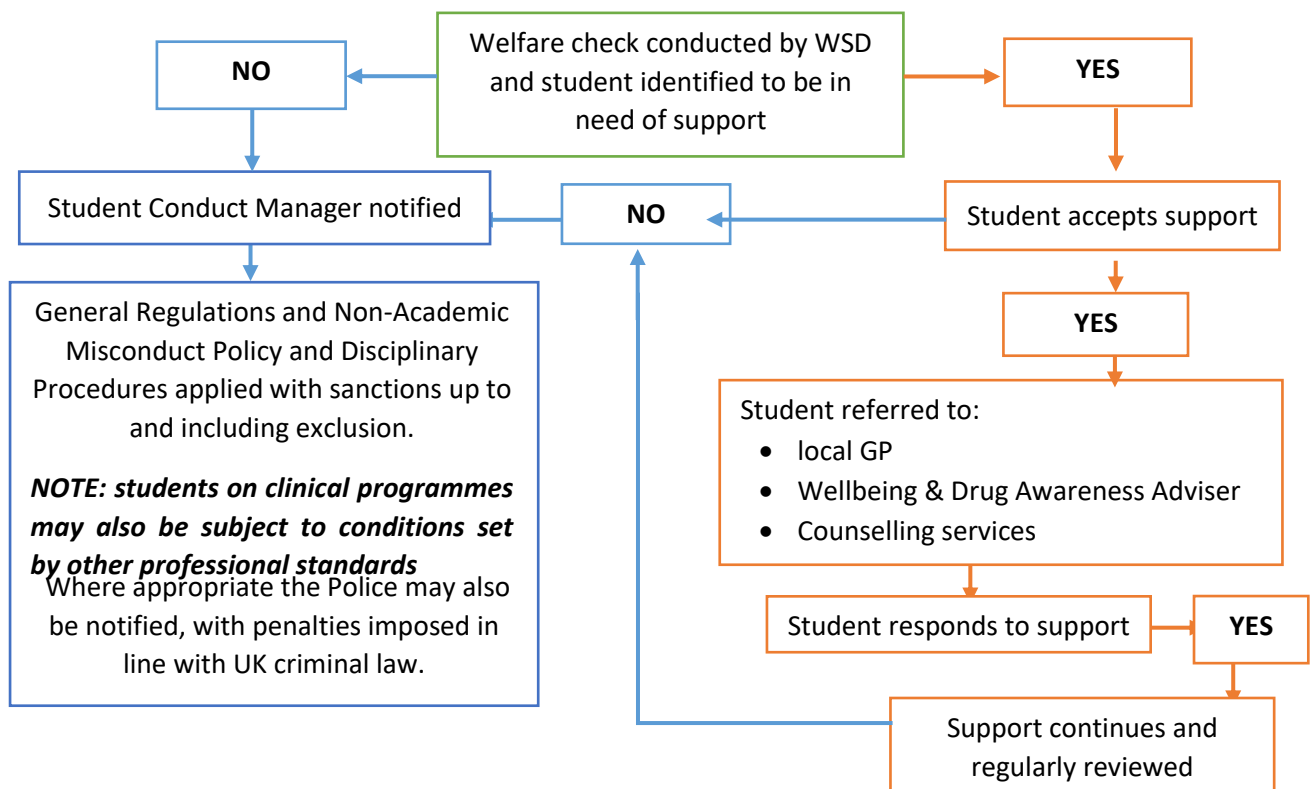 Welfare check conducted by WSD
and student identified to be in
need of support
NO
YES
Student Conduct Manager notified
NO
Student accepts support
General Regulations and Non-Academic
Misconduct Policy and Disciplinary
Procedures applied with sanctions up to
and including exclusion.
NOTE: students on clinical programmes
may also be subject to conditions set
by other professional standards
Where appropriate the Police may also
be notified, with penalties imposed in
line with UK criminal law.
YES
Student referred to:
• local GP
• Wellbeing & Drug Awareness Adviser
• Counselling services
Student responds to support
YES
Support continues and
regularly reviewed